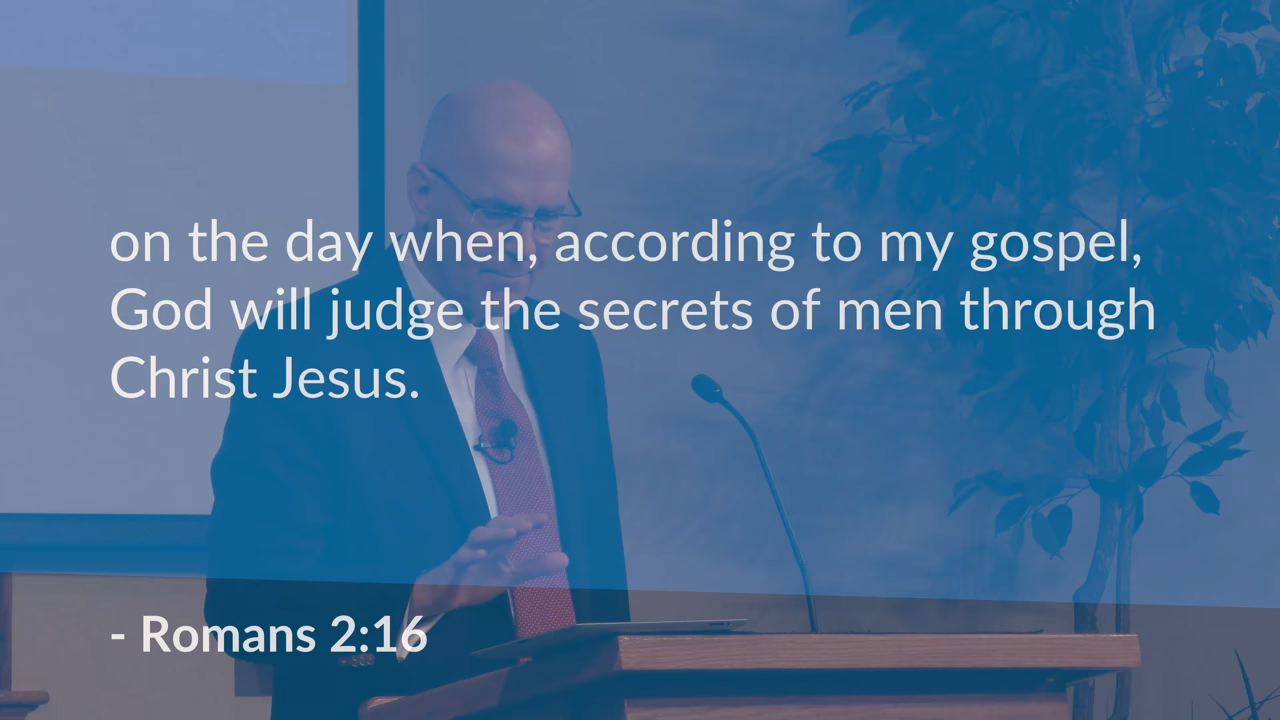 on the day when, according to my gospel,
God will judge the secrets of men through
Christ Jesus.
- Romans 2:16